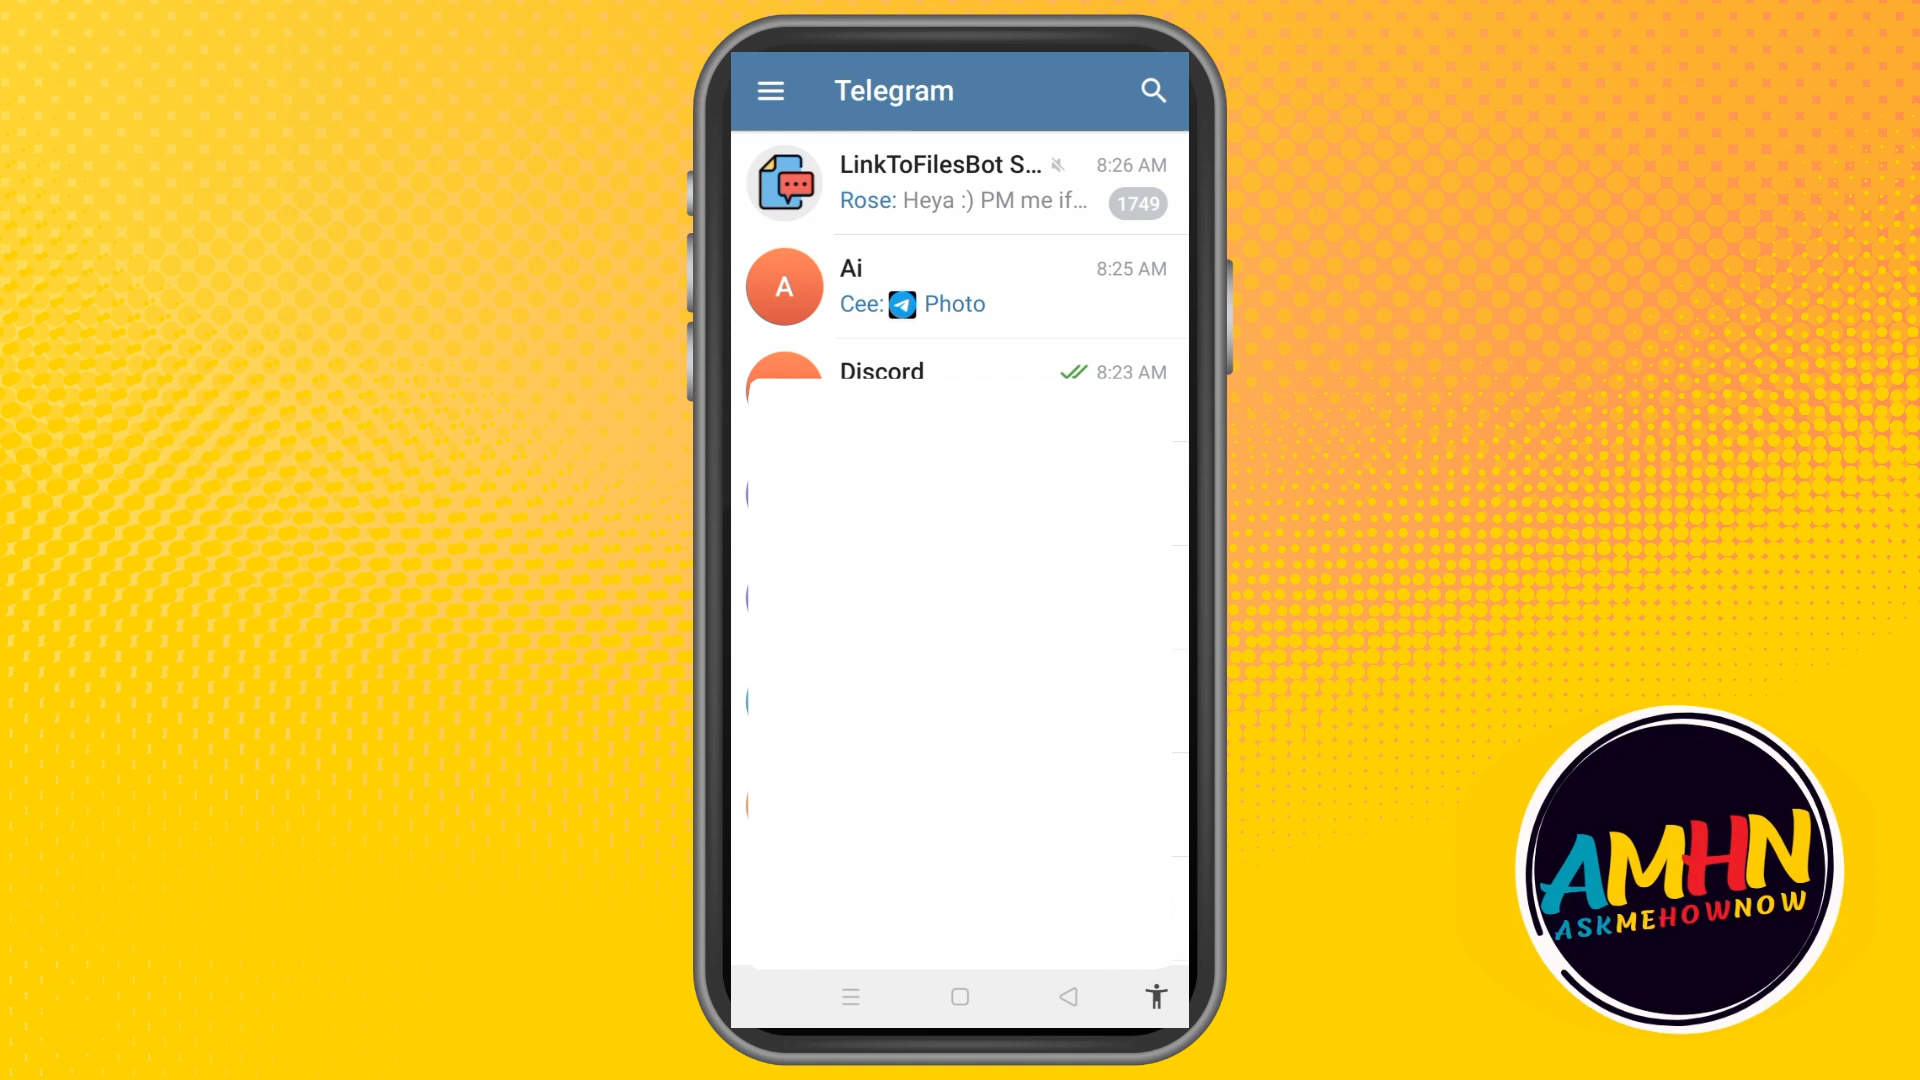 Telegram
LinkToFilesBot S... 8:26 AM
Rose: Heya :) PM me if... 1749
A Ai 8:25 AM
Cee: Photo
Discord 8:23 AM
AMHN
ASKMEHOWNOW